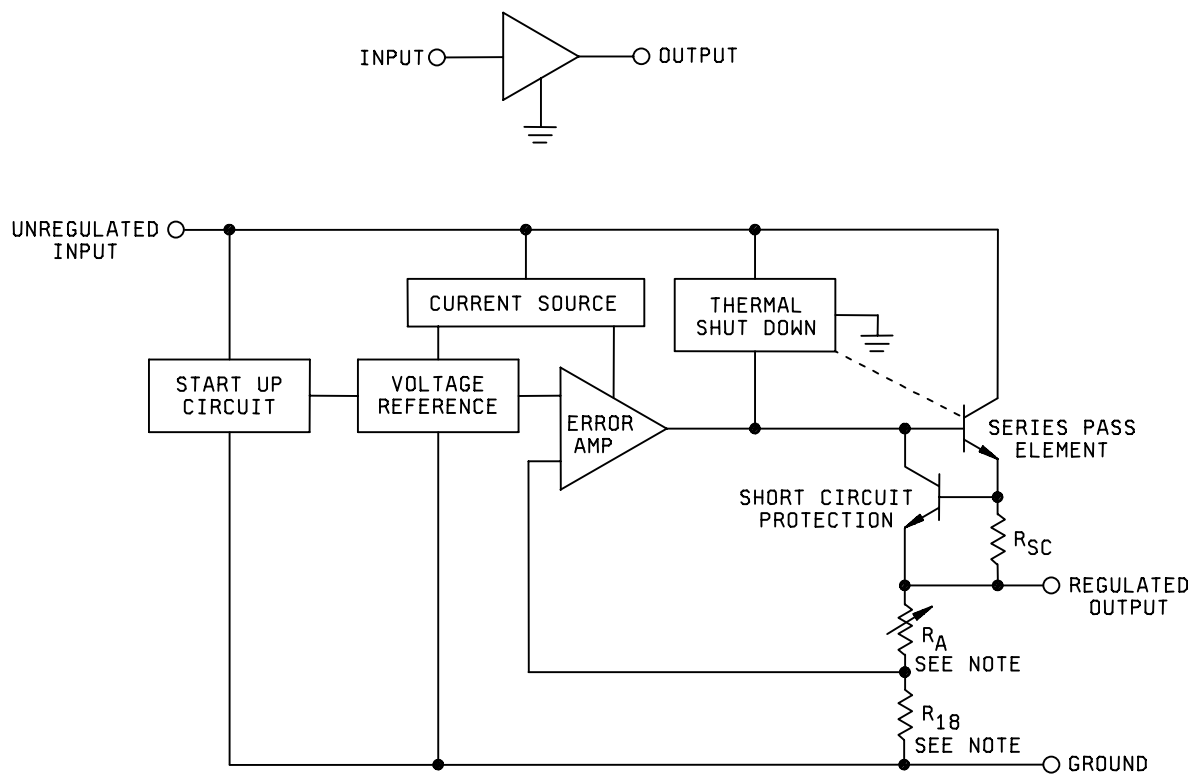 INPUT
OUTPUT
UNREGULATED
INPUT
CURRENT SOURCE
THERMAL
SHUT DOWN
START UP
CIRCUIT
VOLTAGE
REFERENCE
ERROR
AMP
SERIES PASS
ELEMENT
SHORT CIRCUIT
PROTECTION
RSC
REGULATED
OUTPUT
RA
SEE NOTE
R18
SEE NOTE
GROUND